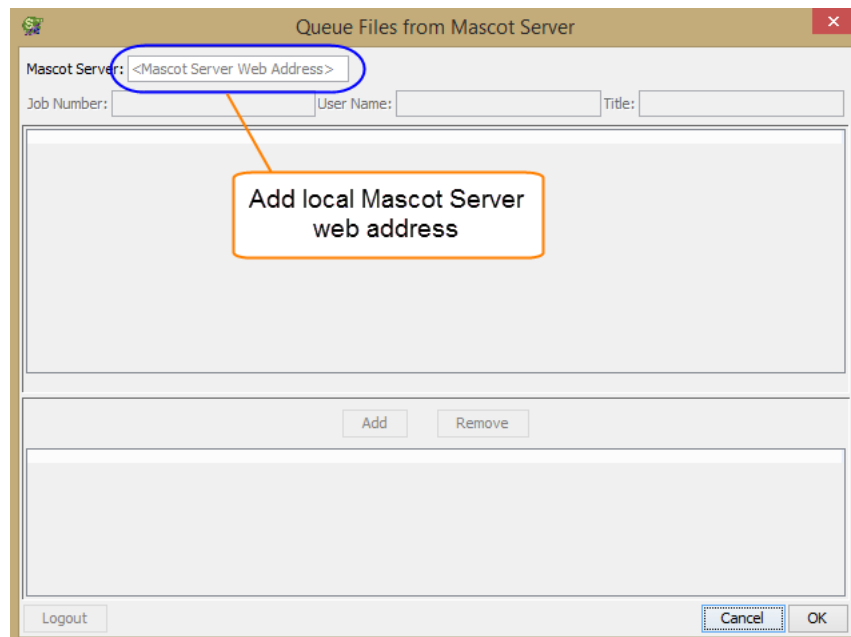 Queue Files from Mascot Server
Mascot Server: <Mascot Server Web Address>
Job Number: User Name: Title:
Add local Mascot Server
web address
Add Remove
Logout Cancel OK